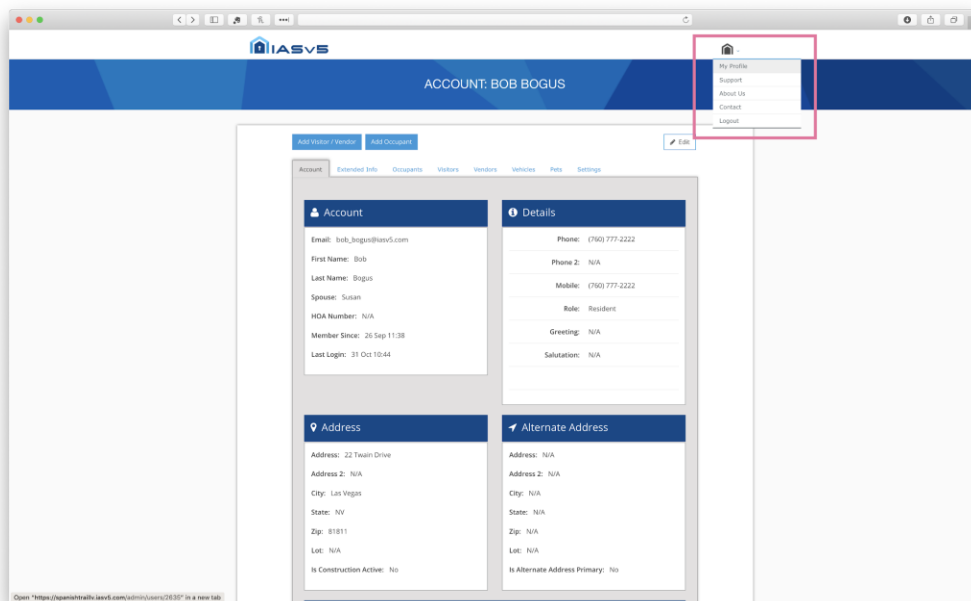 IASV5
My Profile
Support
About Us
Contact
Logout
ACCOUNT: BOB BOGUS
Add Visitor / Vendor
Add Occupant
Edit
Account Extended Info Occupants Visitors Vendors Vehicles Pets Settings
Account
Email: bob_bogus@iasv5.com
First Name: Bob
Last Name: Bogus
Spouse: Susan
HOA Number: N/A
Member Since: 26 Sep 11:38
Last Login: 31 Oct 10:44
Details
Phone: (760) 777-2222
Phone 2: N/A
Mobile: (760) 777-2222
Role: Resident
Greeting: N/A
Salutation: N/A
Address
Address: 22 Twain Drive
Address 2: N/A
City: Las Vegas
State: NV
Zip: 81811
Lot: N/A
Is Construction Active: No
Alternate Address
Address: N/A
Address 2: N/A
City: N/A
State: N/A
Zip: N/A
Lot: N/A
Is Alternate Address Primary: No
Open "https://spanishtraillv.iasv5.com/admin/users/2635" in a new tab